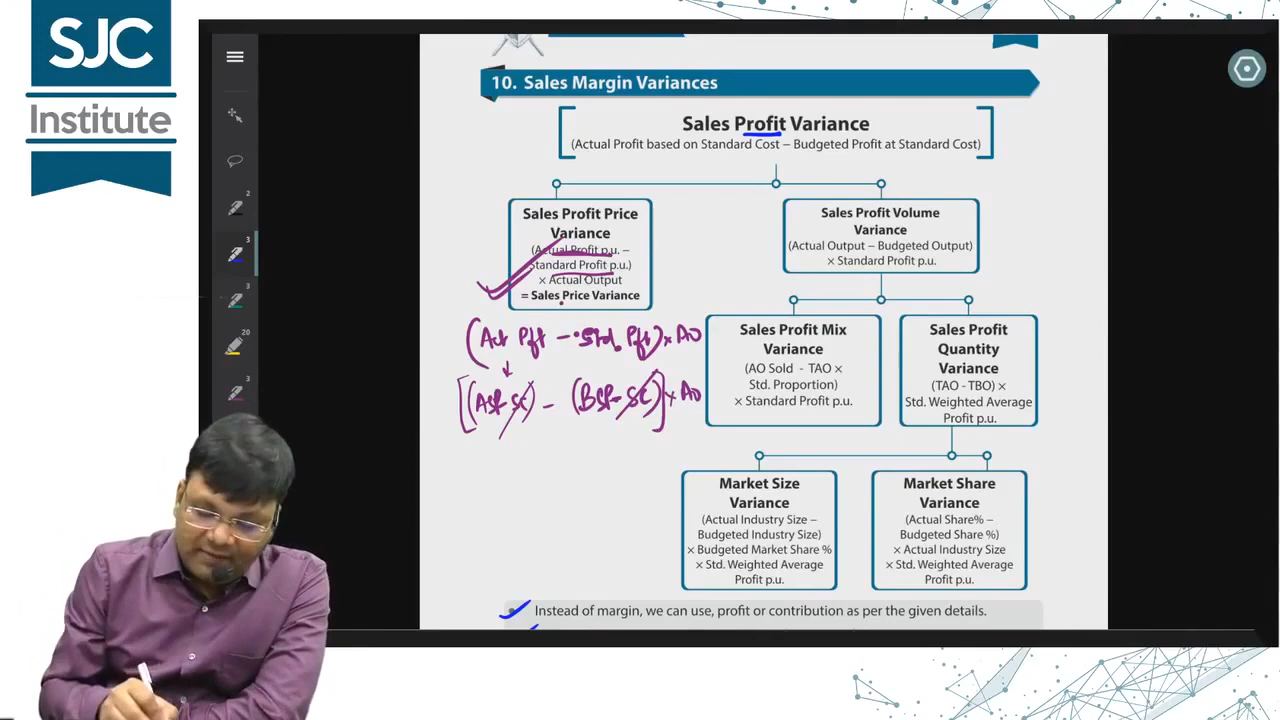 SJC
Institute
2
3
3
20
3
10. Sales Margin Variances
Sales Profit Variance
(Actual Profit based on Standard Cost – Budgeted Profit at Standard Cost)
Sales Profit Price
Variance
(Actual Profit p.u. –
Standard Profit p.u.)
× Actual Output
= Sales Price Variance
Sales Profit Volume
Variance
(Actual Output – Budgeted Output)
× Standard Profit p.u.
(Act Pft – Std. Pft) × AO
[(ASP-SC) – (BSP-SC)] × AO
Sales Profit Mix
Variance
(AO Sold - TAO ×
Std. Proportion)
× Standard Profit p.u.
Sales Profit
Quantity
Variance
(TAO - TBO) ×
Std. Weighted Average
Profit p.u.
Market Size
Variance
(Actual Industry Size –
Budgeted Industry Size)
× Budgeted Market Share %
× Std. Weighted Average
Profit p.u.
Market Share
Variance
(Actual Share% –
Budgeted Share %)
× Actual Industry Size
× Std. Weighted Average
Profit p.u.
Instead of margin, we can use, profit or contribution as per the given details.